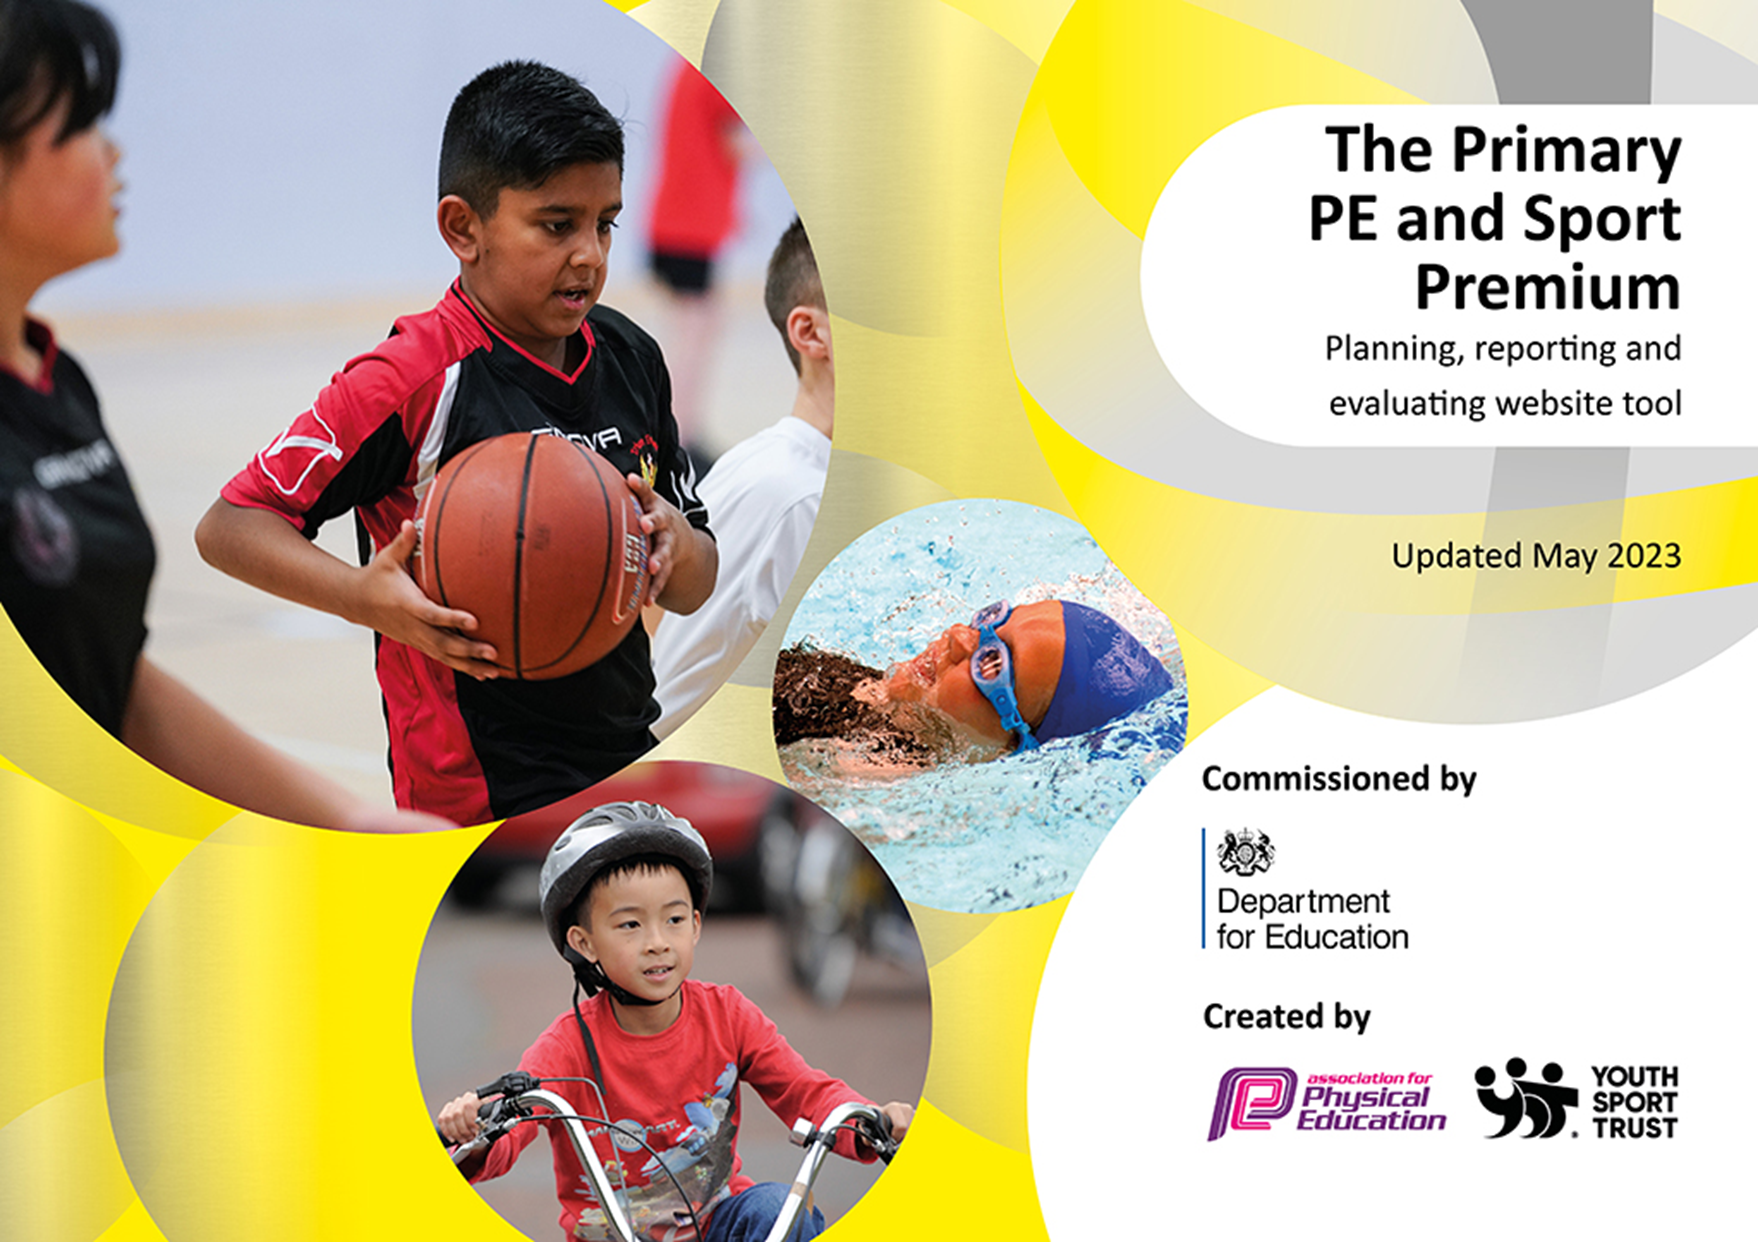 The Primary
PE and Sport
Premium
Planning, reporting and
evaluating website tool
Updated May 2023
Commissioned by
Department
for Education
Created by
association for
Physical
Education
YOUTH
SPORT
TRUST